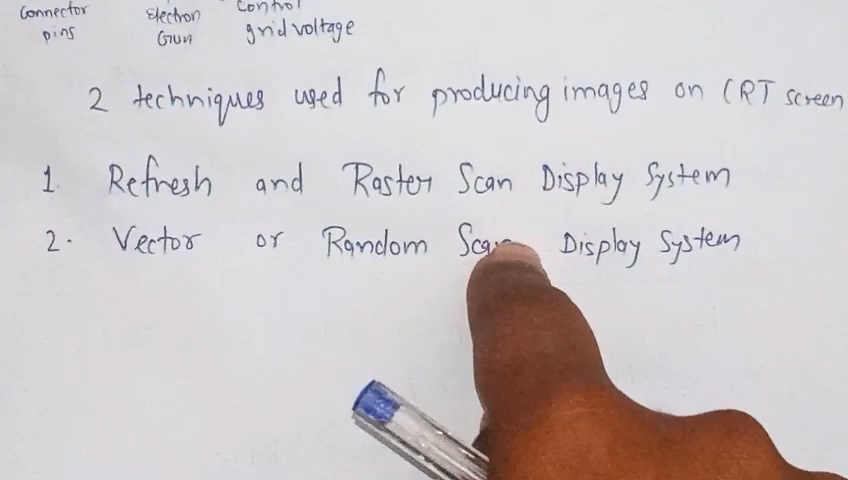 Connector Electron Control
pins Gun grid voltage
2 techniques used for producing images on CRT screen
1. Refresh and Raster Scan Display System
2. Vector or Random Scan Display System